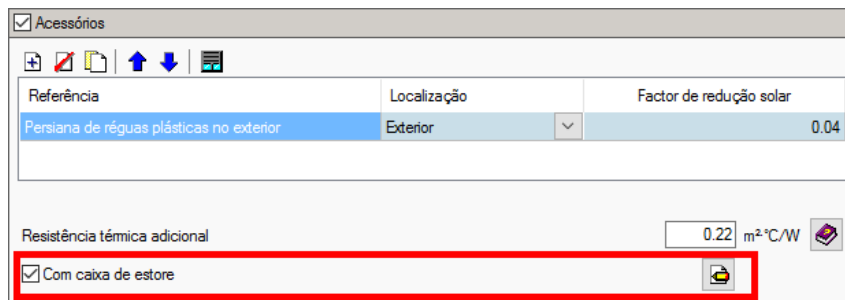 Acessórios
Referência Localização Factor de redução solar
Persiana de réguas plásticas no exterior Exterior 0.04
Resistência térmica adicional 0.22 m²·°C/W
Com caixa de estore